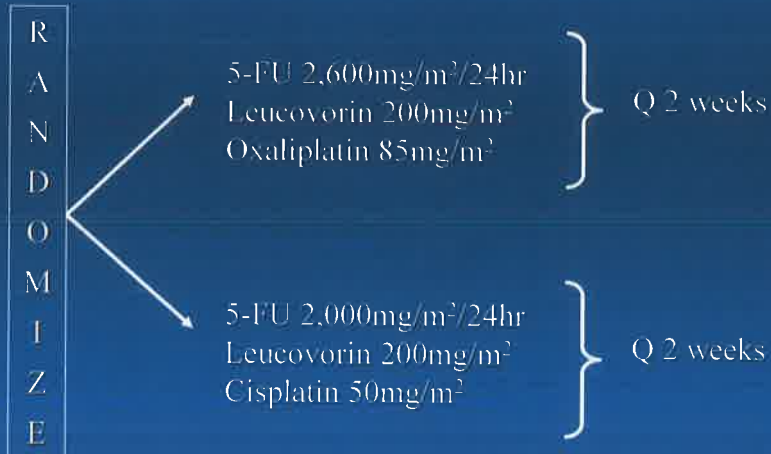 R
A
N
D
O
M
I
Z
E
5-FU 2,600mg/m²/24hr
Leucovorin 200mg/m²
Oxaliplatin 85mg/m²
Q 2 weeks
5-FU 2,000mg/m²/24hr
Leucovorin 200mg/m²
Cisplatin 50mg/m²
Q 2 weeks